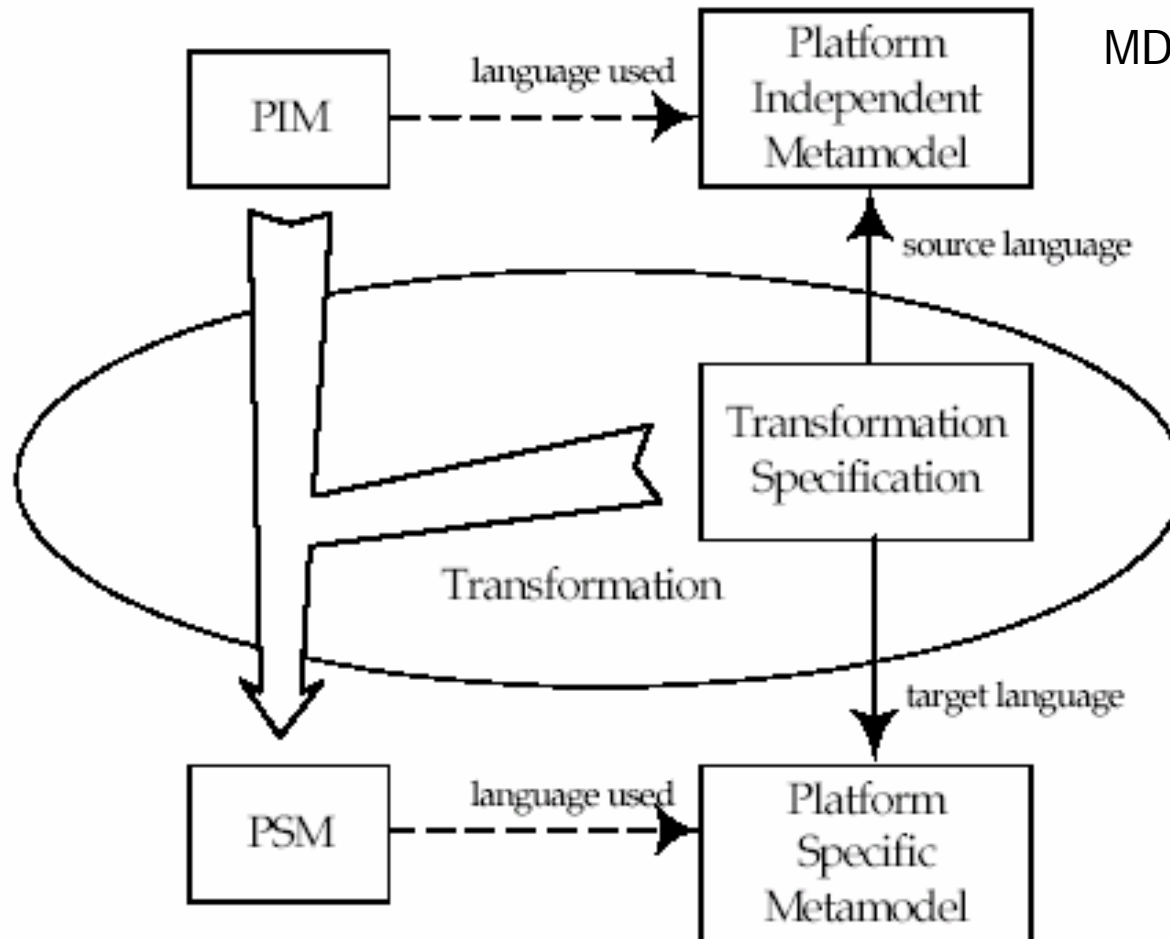 MD
PIM
language used
Platform
Independent
Metamodel
source language
Transformation
Specification
Transformation
target language
PSM
language used
Platform
Specific
Metamodel